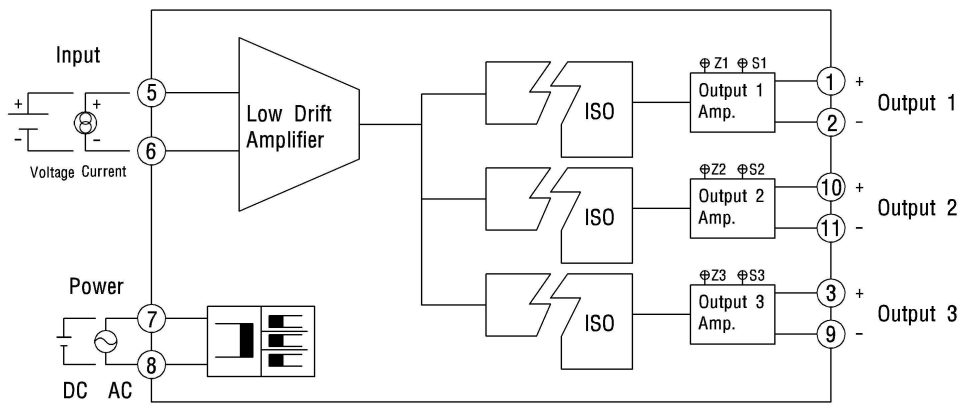 Input
+
+
-
-
Voltage Current
5
6
Low Drift
Amplifier
ISO
Z1 S1
Output 1
Amp.
1 +
2 -
Output 1
ISO
Z2 S2
Output 2
Amp.
10 +
11 -
Output 2
ISO
Z3 S3
Output 3
Amp.
3 +
9 -
Output 3
Power
7
8
DC AC